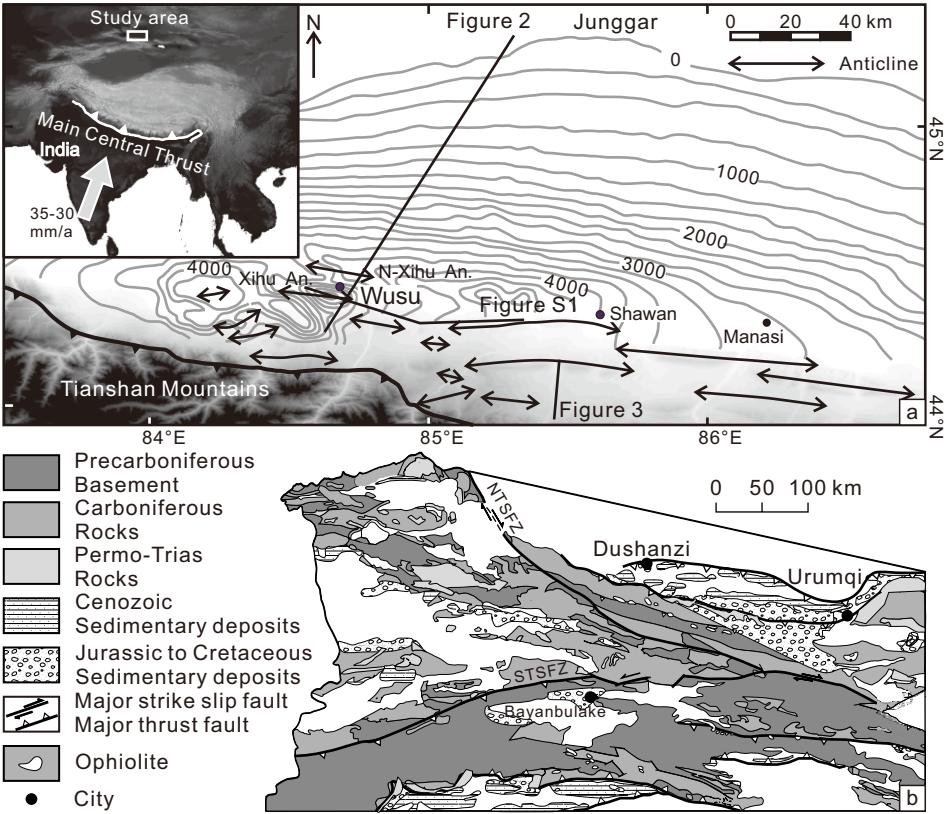 Study area
Main Central Thrust
India
35-30
mm/a
N
Figure 2
Junggar
0 20 40 km
Anticline
0
1000
2000
3000
4000
4000
Xihu An.
N-Xihu An.
Wusu
Figure S1
Shawan
Manasi
Tianshan Mountains
Figure 3
a
45°N
44°N
84°E
85°E
86°E
Precarboniferous
Basement
Carboniferous
Rocks
Permo-Trias
Rocks
Cenozoic
Sedimentary deposits
Jurassic to Cretaceous
Sedimentary deposits
Major strike slip fault
Major thrust fault
Ophiolite
City
NTSFZ
0 50 100 km
Dushanzi
Urumqi
STSFZ
Bayanbulake
b